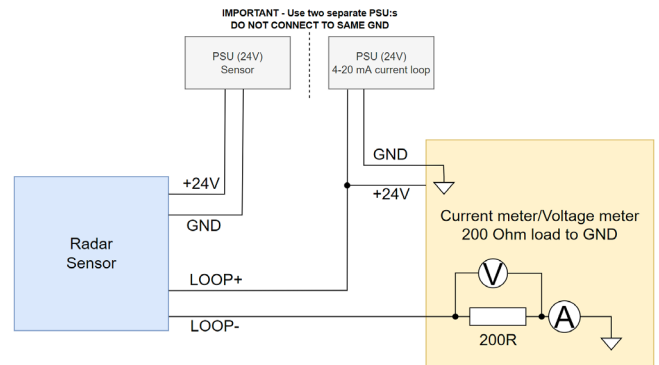 IMPORTANT - Use two separate PSU:s
DO NOT CONNECT TO SAME GND
PSU (24V)
Sensor
PSU (24V)
4-20 mA current loop
GND
+24V
+24V
GND
Current meter/Voltage meter
200 Ohm load to GND
Radar
Sensor
LOOP+
V
LOOP-
A
200R